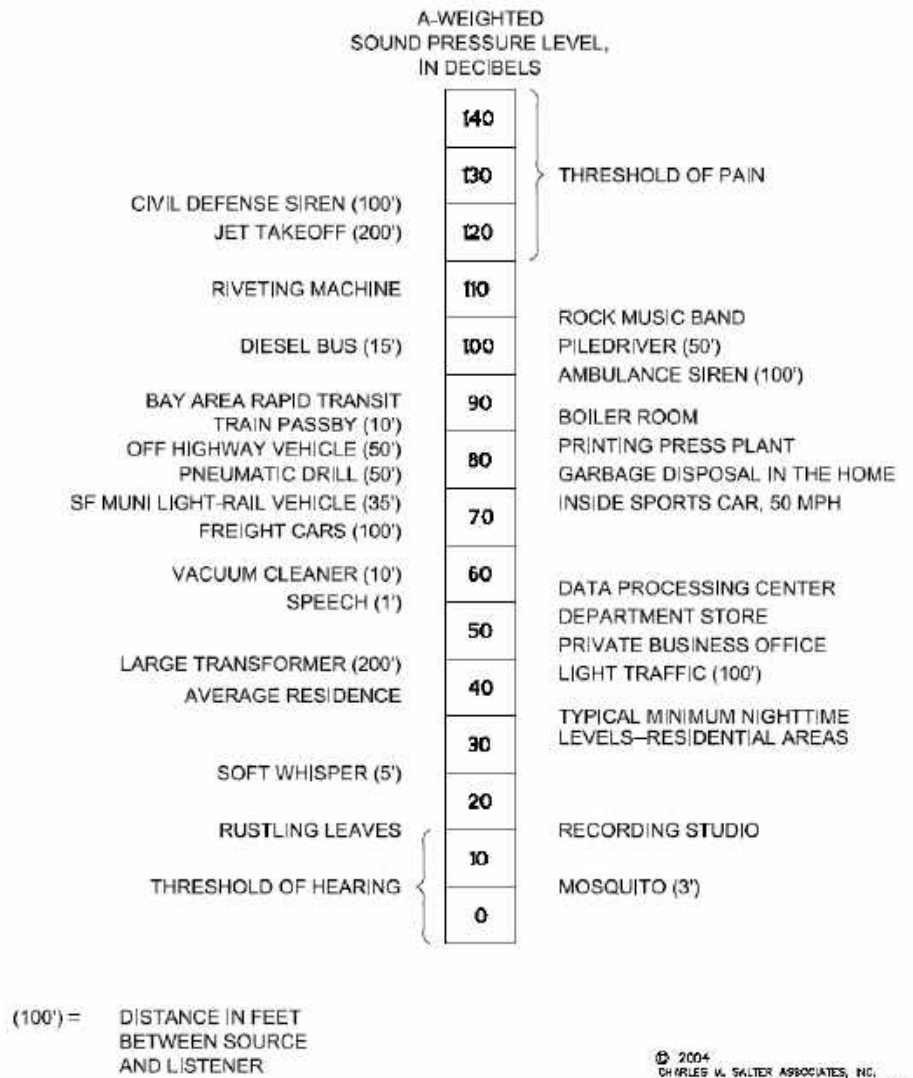 A-WEIGHTED
SOUND PRESSURE LEVEL,
IN DECIBELS
140
130
THRESHOLD OF PAIN
CIVIL DEFENSE SIREN (100')
JET TAKEOFF (200')
120
RIVETING MACHINE
110
ROCK MUSIC BAND
DIESEL BUS (15')
100
PILEDRIVER (50')
AMBULANCE SIREN (100')
BAY AREA RAPID TRANSIT
TRAIN PASSBY (10')
90
BOILER ROOM
OFF HIGHWAY VEHICLE (50')
PNEUMATIC DRILL (50')
80
PRINTING PRESS PLANT
GARBAGE DISPOSAL IN THE HOME
SF MUNI LIGHT-RAIL VEHICLE (35')
FREIGHT CARS (100')
70
INSIDE SPORTS CAR, 50 MPH
VACUUM CLEANER (10')
SPEECH (1')
60
DATA PROCESSING CENTER
DEPARTMENT STORE
50
PRIVATE BUSINESS OFFICE
LARGE TRANSFORMER (200')
LIGHT TRAFFIC (100')
AVERAGE RESIDENCE
40
TYPICAL MINIMUM NIGHTTIME
LEVELS–RESIDENTIAL AREAS
30
SOFT WHISPER (5')
20
RUSTLING LEAVES
RECORDING STUDIO
10
THRESHOLD OF HEARING
MOSQUITO (3')
0
(100') = DISTANCE IN FEET
BETWEEN SOURCE
AND LISTENER
© 2004
CHARLES M. SALTER ASSOCIATES, INC.